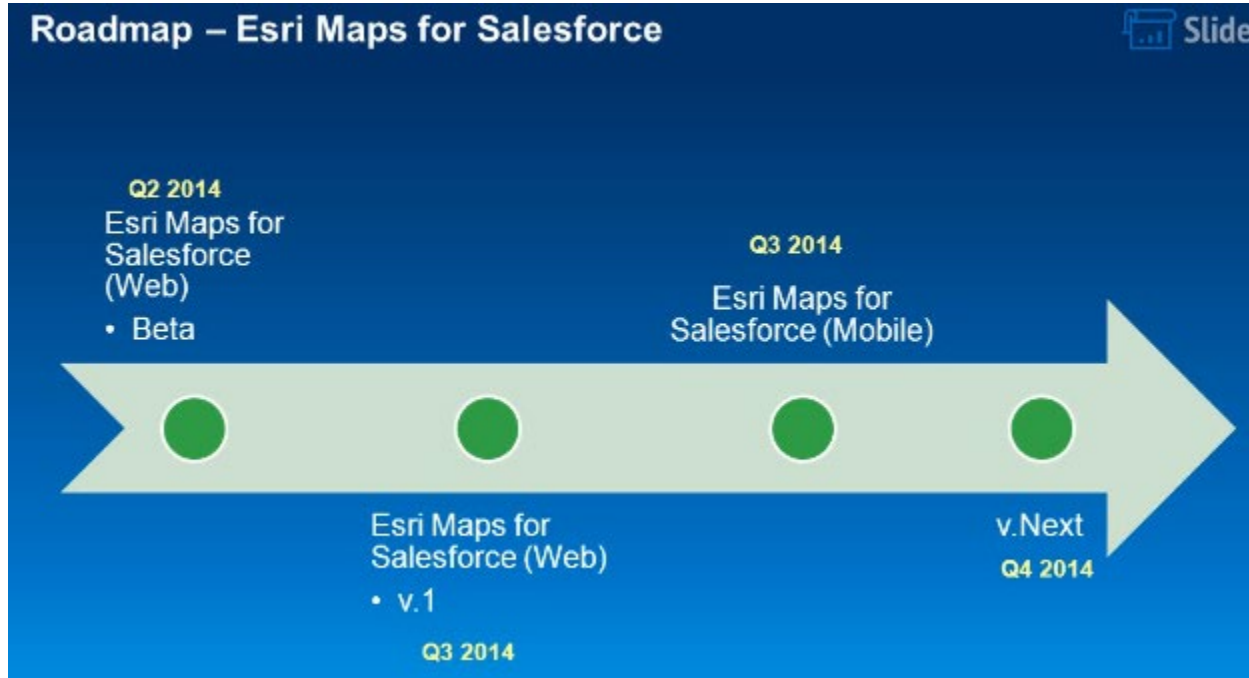 Roadmap – Esri Maps for Salesforce
Slide
Q2 2014
Esri Maps for
Salesforce
(Web)
• Beta
Q3 2014
Esri Maps for
Salesforce (Mobile)
Esri Maps for
Salesforce (Web)
• v.1
Q3 2014
v.Next
Q4 2014